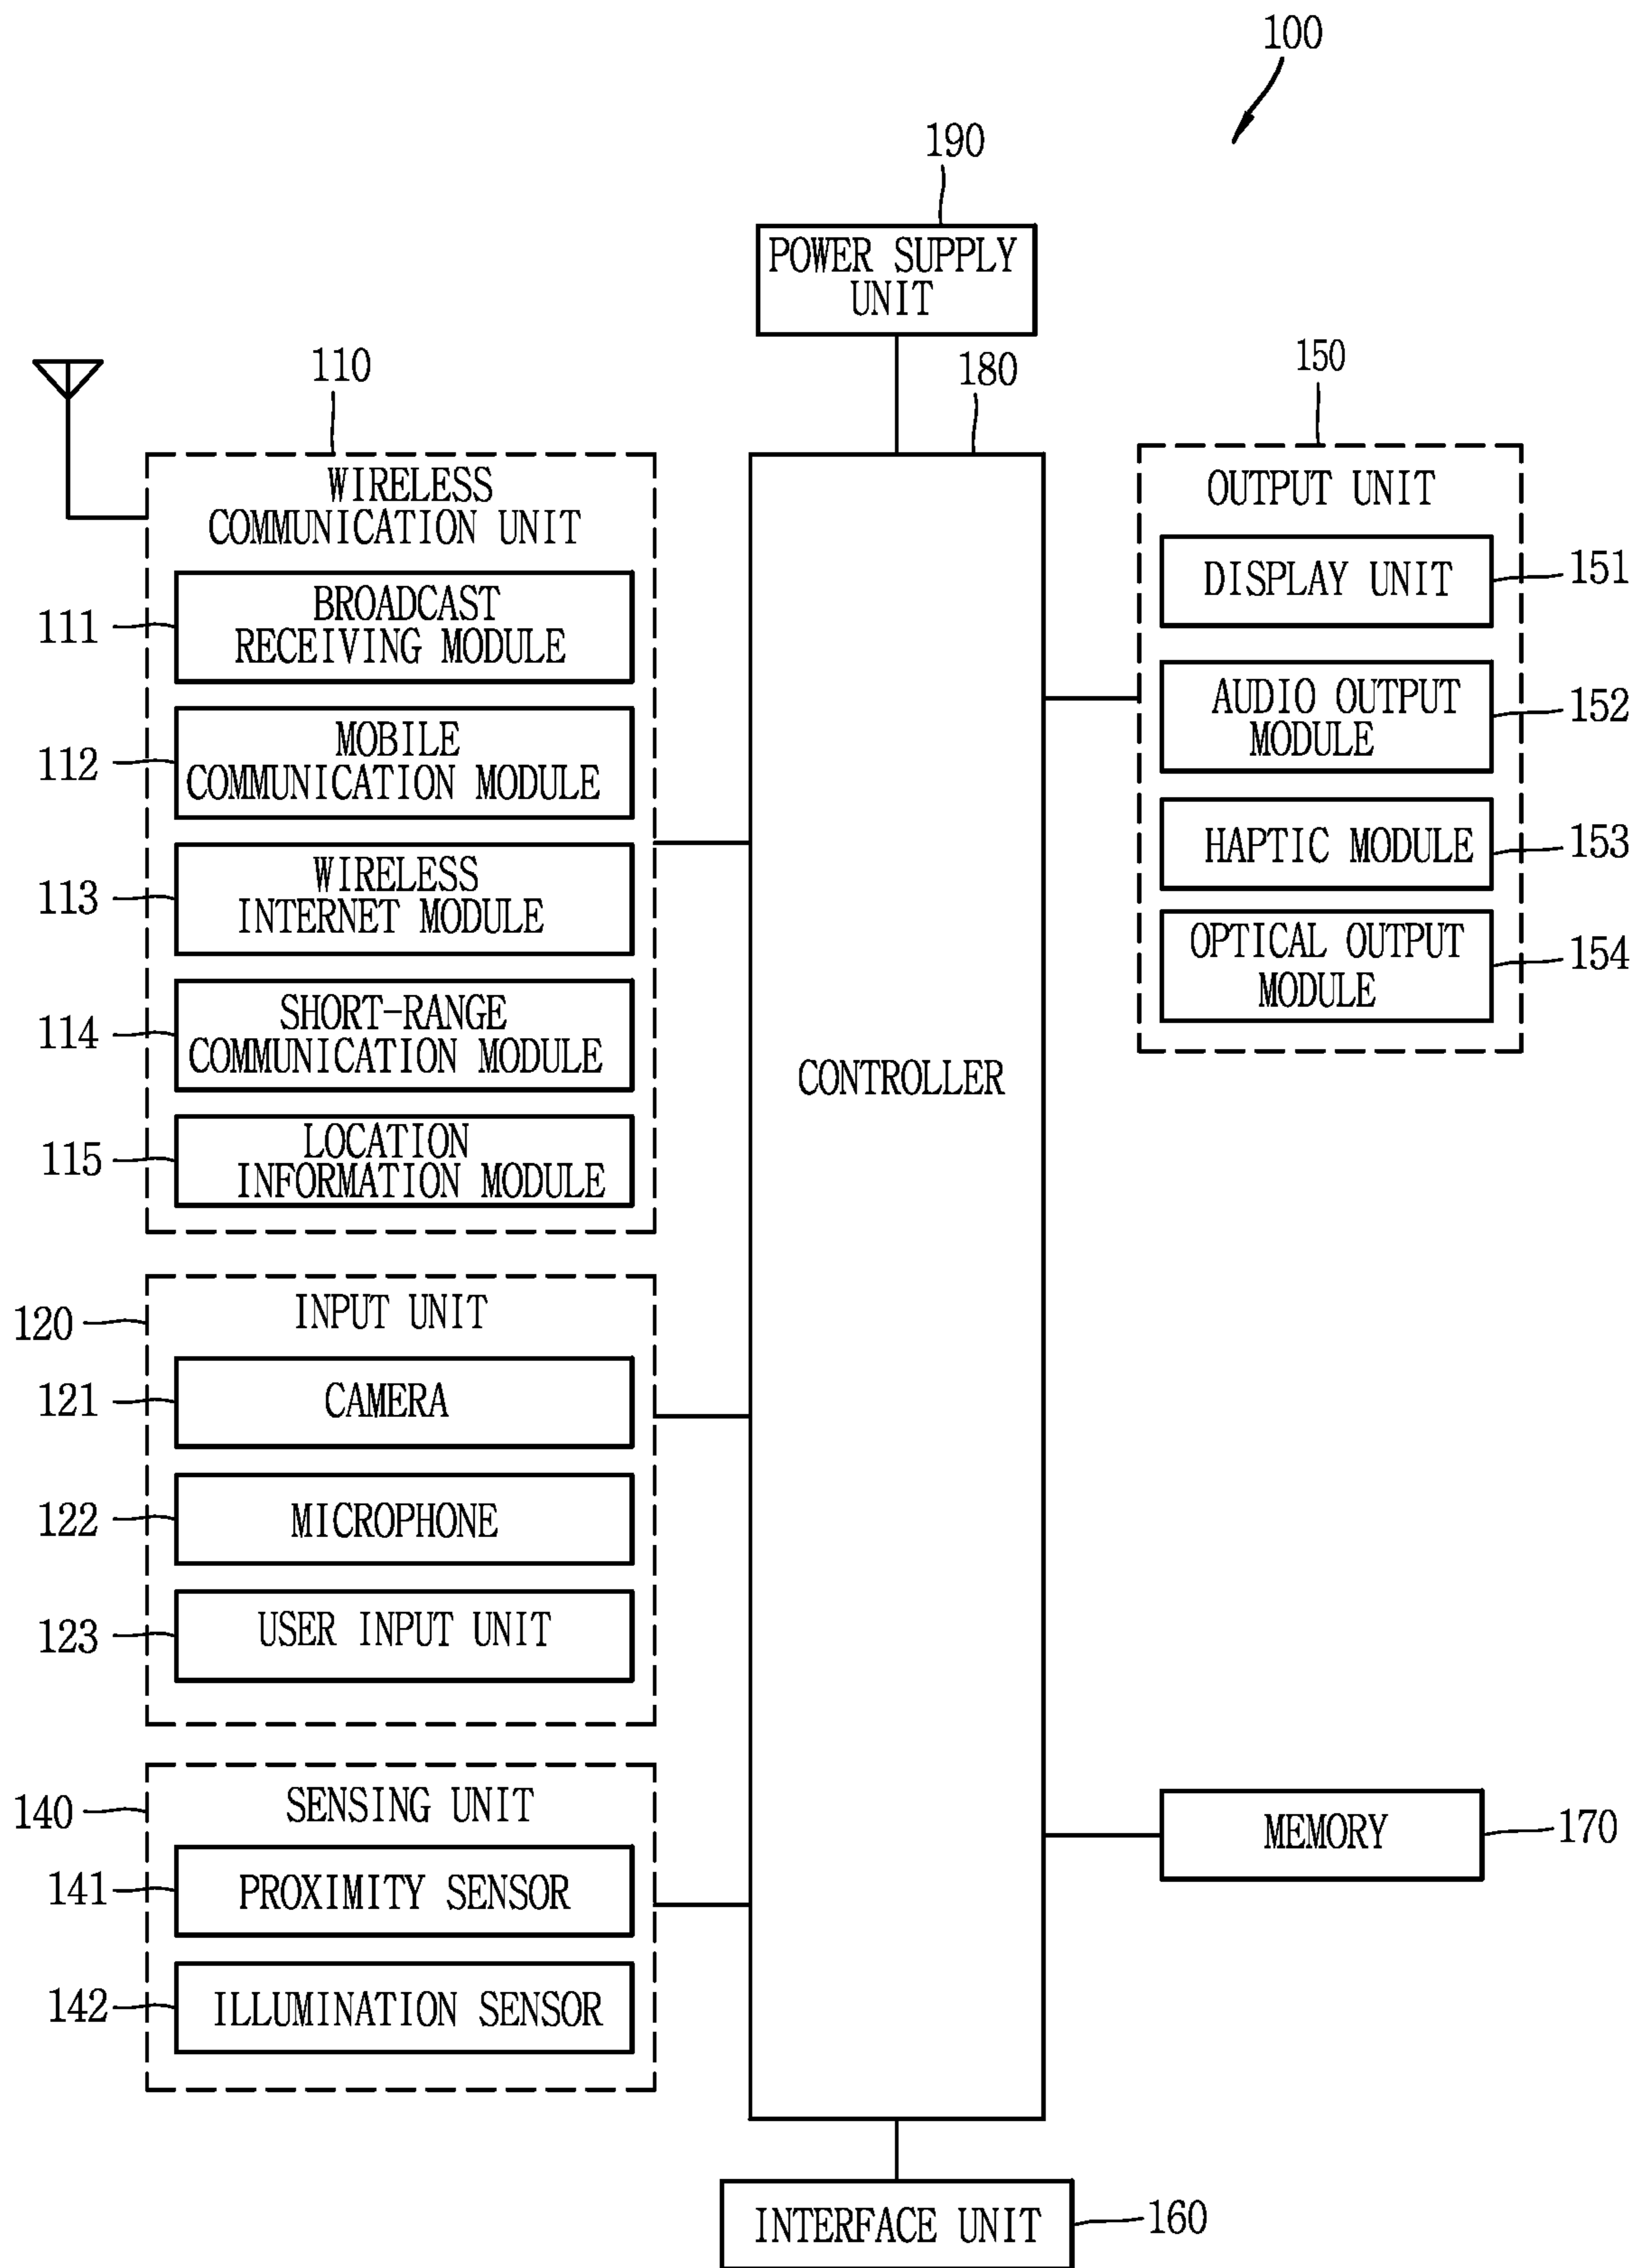 100
190
POWER SUPPLY
UNIT
110
180
150
WIRELESS
COMMUNICATION UNIT
111
BROADCAST
RECEIVING MODULE
112
MOBILE
COMMUNICATION MODULE
113
WIRELESS
INTERNET MODULE
114
SHORT-RANGE
COMMUNICATION MODULE
115
LOCATION
INFORMATION MODULE
120
INPUT UNIT
121
CAMERA
122
MICROPHONE
123
USER INPUT UNIT
140
SENSING UNIT
141
PROXIMITY SENSOR
142
ILLUMINATION SENSOR
CONTROLLER
OUTPUT UNIT
DISPLAY UNIT
151
AUDIO OUTPUT
MODULE
152
HAPTIC MODULE
153
OPTICAL OUTPUT
MODULE
154
MEMORY
170
INTERFACE UNIT
160